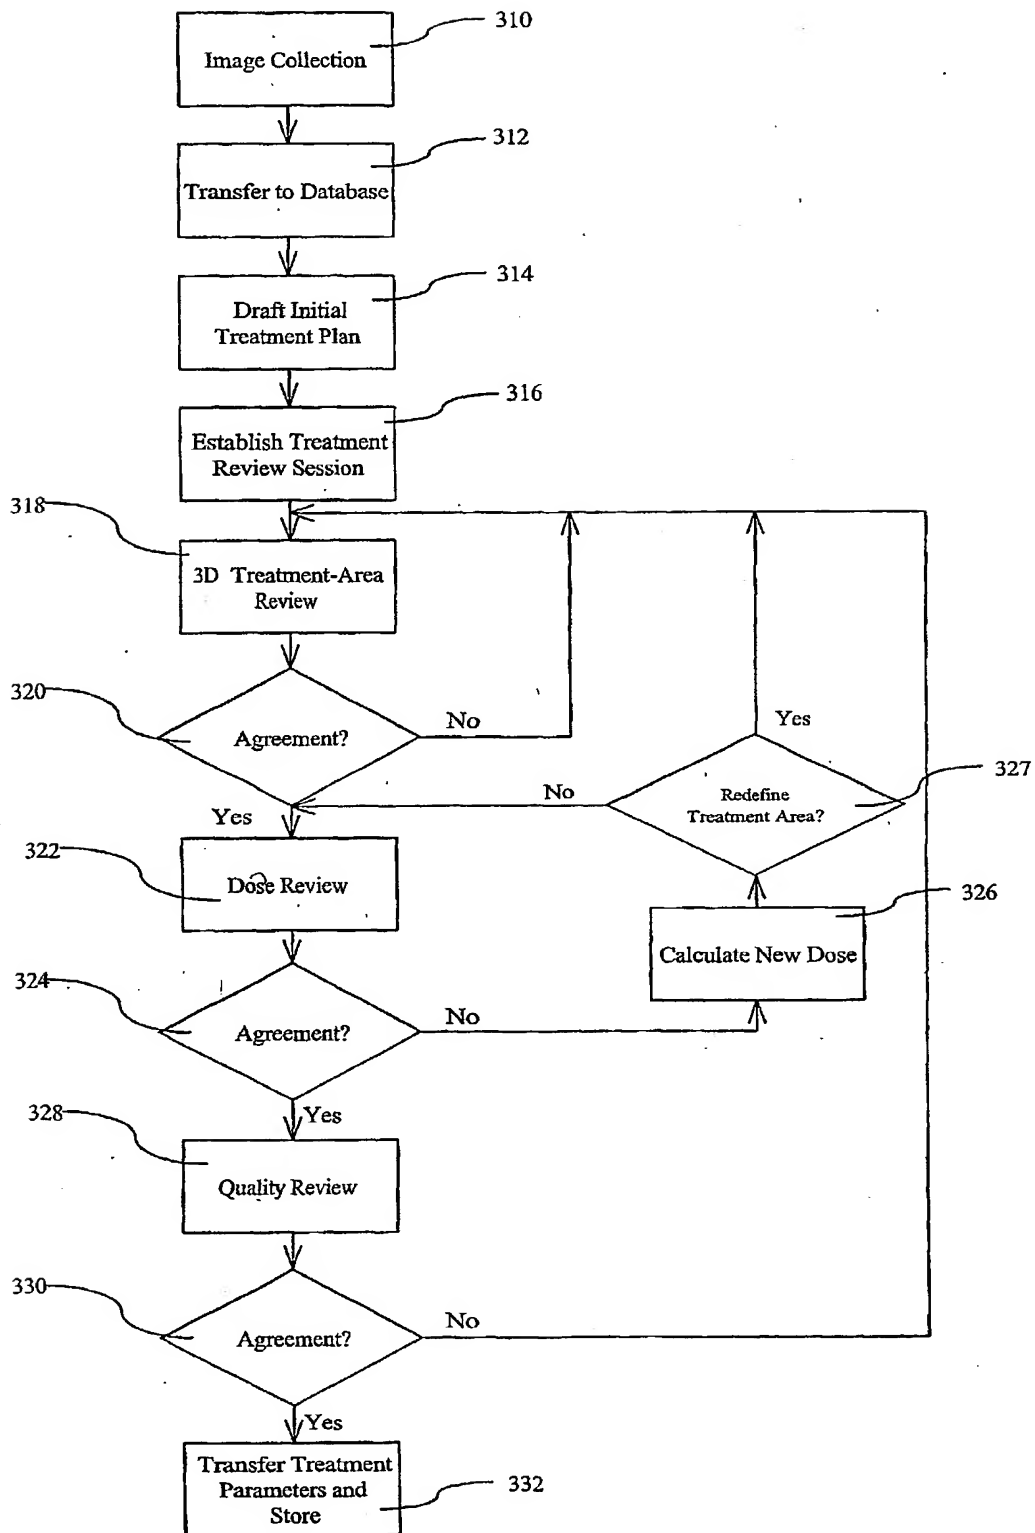 310
Image Collection
312
Transfer to Database
314
Draft Initial
Treatment Plan
316
Establish Treatment
Review Session
318
3D Treatment-Area
Review
320
Agreement?
No
Yes
Yes
Redefine
Treatment Area?
327
No
322
Dose Review
326
Calculate New Dose
324
Agreement?
No
Yes
328
Quality Review
330
Agreement?
No
Yes
Transfer Treatment
Parameters and
Store
332